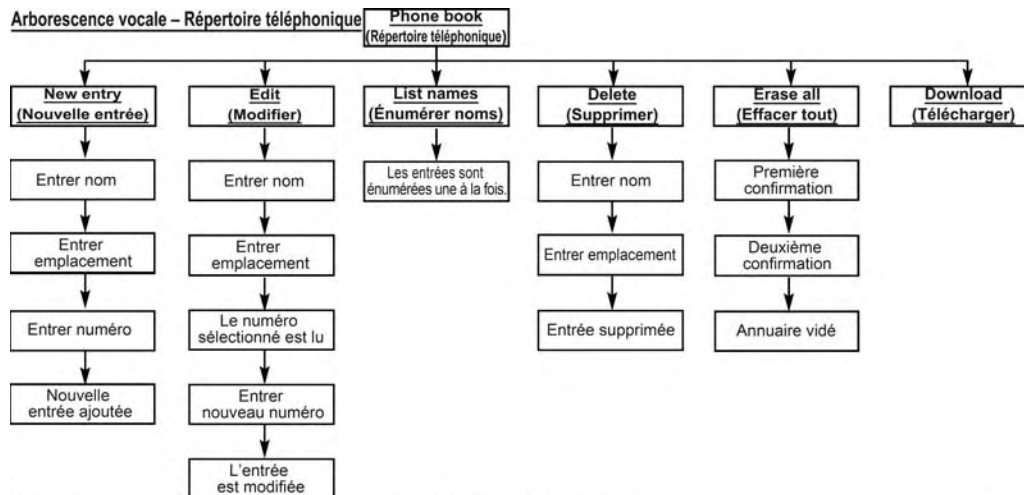 Arborescence vocale – Répertoire téléphonique
Phone book
(Répertoire téléphonique)
New entry
(Nouvelle entrée)
Edit
(Modifier)
List names
(Énumérer noms)
Delete
(Supprimer)
Erase all
(Effacer tout)
Download
(Télécharger)
Entrer nom
Entrer nom
Les entrées sont
énumérées une à la fois.
Entrer nom
Première
confirmation
Entrer
emplacement
Entrer
emplacement
Entrer emplacement
Deuxième
confirmation
Entrer numéro
Le numéro
sélectionné est lu
Entrée supprimée
Annuaire vidé
Nouvelle
entrée ajoutée
Entrer
nouveau numéro
L'entrée
est modifiée